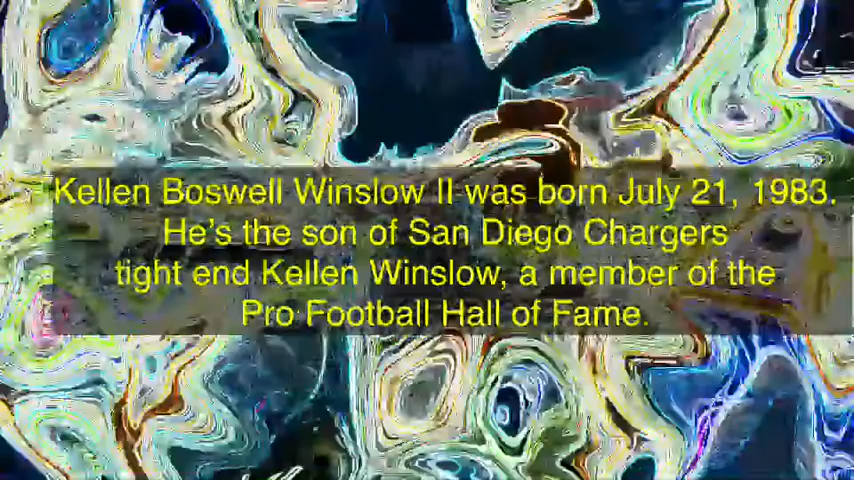 Kellen Boswell Winslow II was born July 21, 1983.
He's the son of San Diego Chargers
tight end Kellen Winslow, a member of the
Pro Football Hall of Fame.